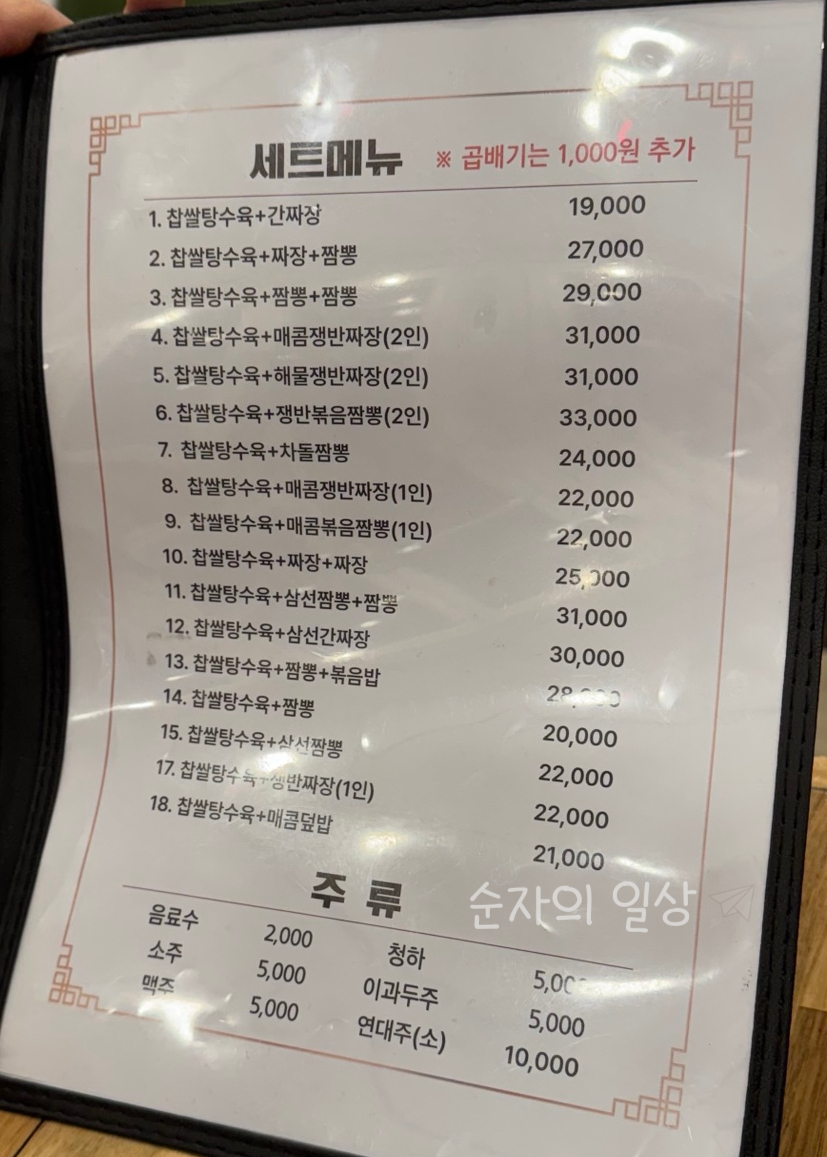 세트메뉴 ※ 곱배기는 1,000원 추가
1. 찹쌀탕수육+간짜장 19,000
2. 찹쌀탕수육+짜장+짬뽕 27,000
3. 찹쌀탕수육+짬뽕+짬뽕 29,000
4. 찹쌀탕수육+매콤쟁반짜장(2인) 31,000
5. 찹쌀탕수육+해물쟁반짜장(2인) 31,000
6. 찹쌀탕수육+쟁반볶음짬뽕(2인) 33,000
7. 찹쌀탕수육+차돌짬뽕 24,000
8. 찹쌀탕수육+매콤쟁반짜장(1인) 22,000
9. 찹쌀탕수육+매콤볶음짬뽕(1인) 22,000
10. 찹쌀탕수육+짜장+짜장 25,000
11. 찹쌀탕수육+삼선짬뽕+짬뽕 31,000
12. 찹쌀탕수육+삼선간짜장 30,000
13. 찹쌀탕수육+짬뽕+볶음밥
14. 찹쌀탕수육+짬뽕 20,000
15. 찹쌀탕수육+삼선짬뽕 22,000
17. 찹쌀탕수육+쟁반짜장(1인) 22,000
18. 찹쌀탕수육+매콤덮밥 21,000
주 류
순자의 일상
음료수 2,000 청하 5,000
소주 5,000 이과두주 5,000
맥주 5,000 연대주(소) 10,000